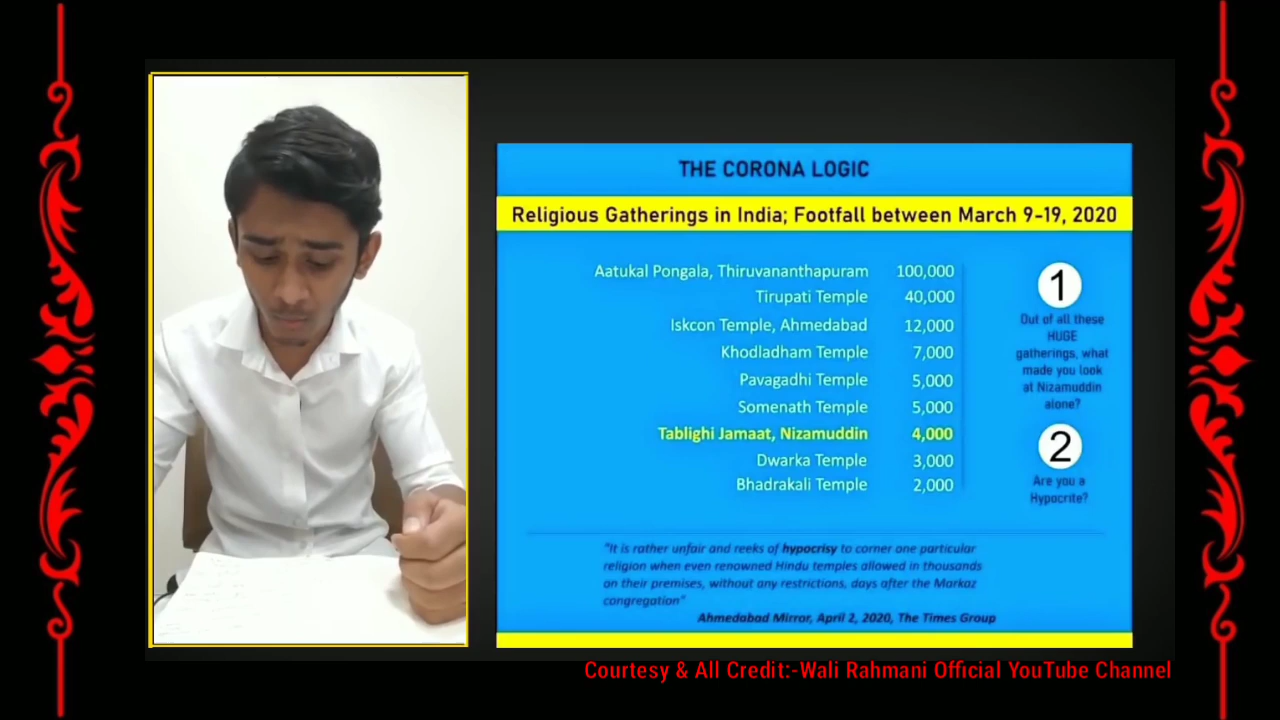 THE CORONA LOGIC
Religious Gatherings in India; Footfall between March 9-19, 2020
Aatukal Pongala, Thiruvananthapuram 100,000
Tirupati Temple 40,000
Iskcon Temple, Ahmedabad 12,000
Khodladham Temple 7,000
Pavagadhi Temple 5,000
Somenath Temple 5,000
Tablighi Jamaat, Nizamuddin 4,000
Dwarka Temple 3,000
Bhadrakali Temple 2,000
1
Out of all these
HUGE
gatherings, what
made you look
at Nizamuddin
alone?
2
Are you a
Hypocrite?
"It is rather unfair and reeks of hypocrisy to corner one particular
religion when even renowned Hindu temples allowed in thousands
on their premises, without any restrictions, days after the Markaz
congregation"
Ahmedabad Mirror, April 2, 2020, The Times Group
Courtesy & All Credit:-Wali Rahmani Official YouTube Channel